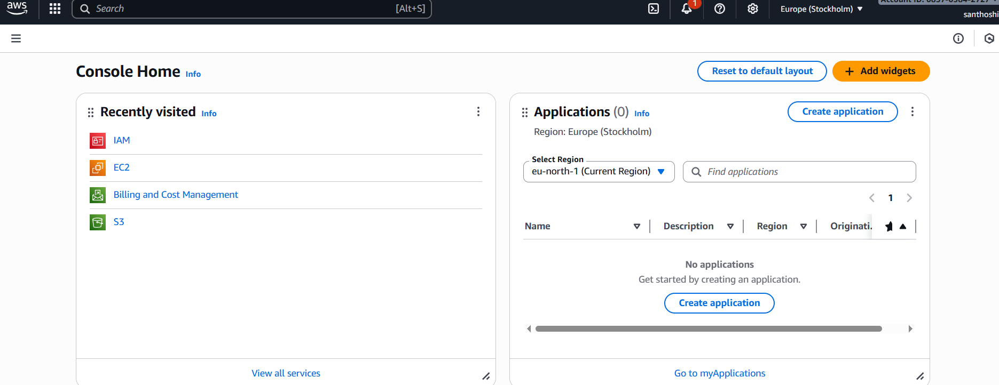 aws
Search [Alt+S]
1
Europe (Stockholm)
santhoshi
Console Home Info
Reset to default layout
Add widgets
Recently visited Info
IAM
EC2
Billing and Cost Management
S3
View all services
Applications (0) Info
Create application
Region: Europe (Stockholm)
Select Region
eu-north-1 (Current Region)
Find applications
1
Name Description Region Originati.
No applications
Get started by creating an application.
Create application
Go to myApplications